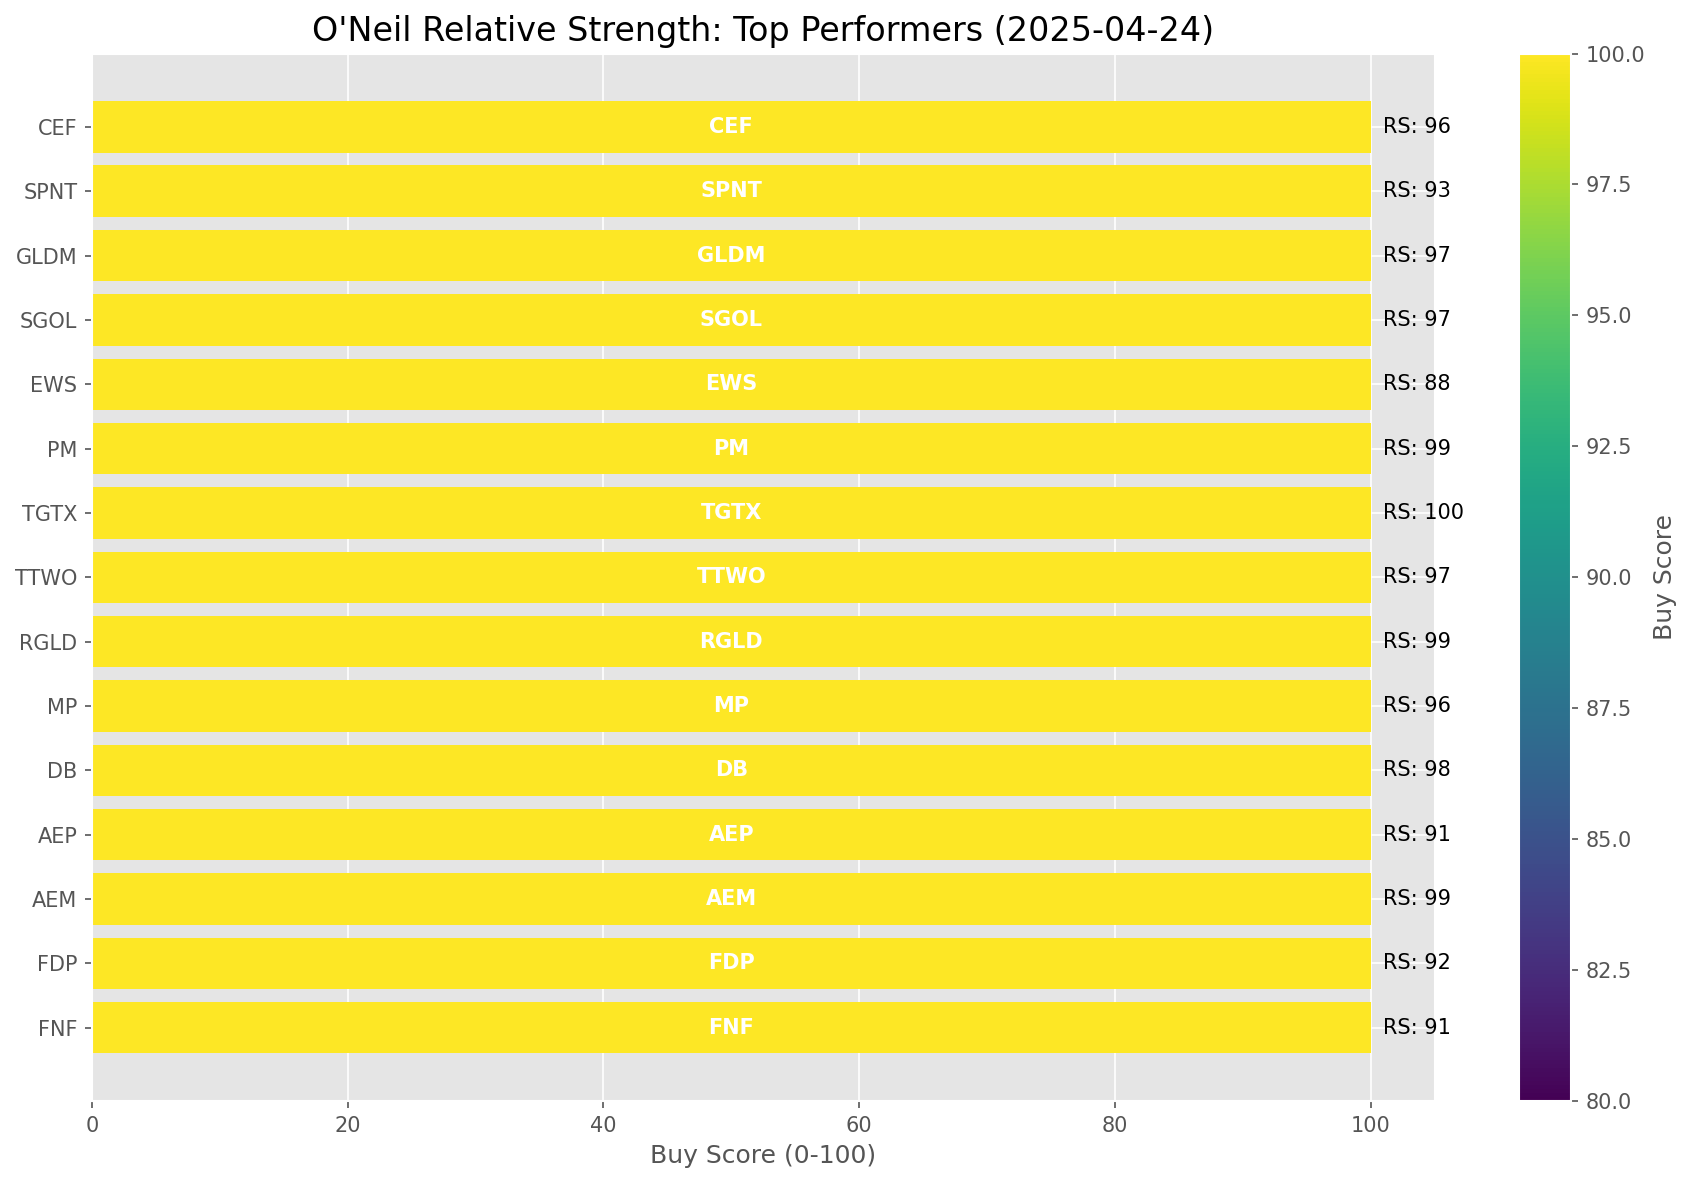 O'Neil Relative Strength: Top Performers (2025-04-24)
CEF CEF RS: 96
SPNT SPNT RS: 93
GLDM GLDM RS: 97
SGOL SGOL RS: 97
EWS EWS RS: 88
PM PM RS: 99
TGTX TGTX RS: 100
TTWO TTWO RS: 97
RGLD RGLD RS: 99
MP MP RS: 96
DB DB RS: 98
AEP AEP RS: 91
AEM AEM RS: 99
FDP FDP RS: 92
FNF FNF RS: 91
0 20 40 60 80 100
Buy Score (0-100)
100.0
97.5
95.0
92.5
90.0
87.5
85.0
82.5
80.0
Buy Score